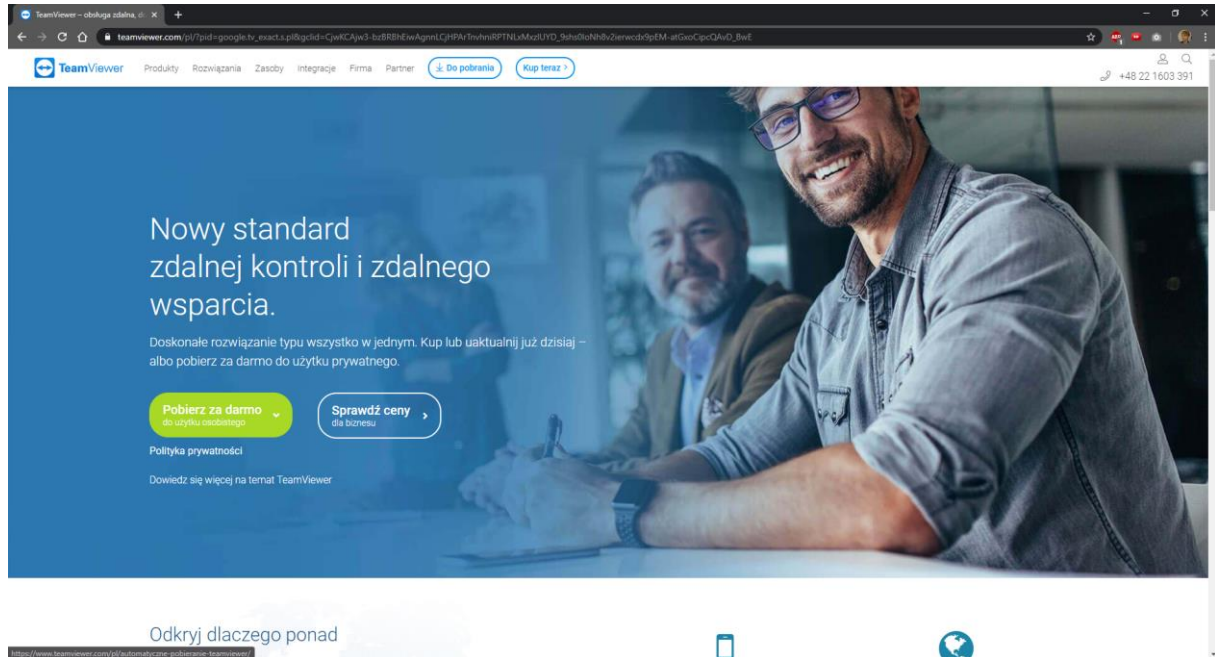 TeamViewer – obsługa zdalna, d
teamviewer.com/pl/?pid=google.tv_exact.s.pl&gclid=
TeamViewer Produkty Rozwiązania Zasoby Integracje Firma Partner Do pobrania Kup teraz
+48 22 1603 391
Nowy standard
zdalnej kontroli i zdalnego
wsparcia.
Doskonałe rozwiązanie typu wszystko w jednym. Kup lub uaktualnij już dzisiaj –
albo pobierz za darmo do użytku prywatnego.
Pobierz za darmo
do użytku osobistego
Sprawdź ceny
dla biznesu
Polityka prywatności
Dowiedz się więcej na temat TeamViewer
Odkryj dlaczego ponad
https://www.teamviewer.com/pl/automatyczne-pobieranie-teamviewer/